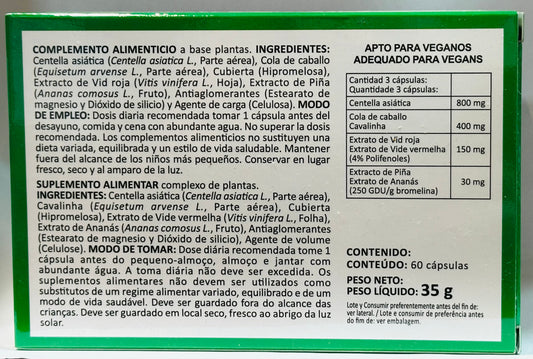 COMPLEMENTO ALIMENTICIO a base plantas. INGREDIENTES:
Centella asiática (Centella asiatica L., Parte aérea), Cola de
caballo (Equisetum arvense L., Parte aérea), Cubierta (Hipromelosa),
Extracto de Vid roja (Vitis vinifera L., Hoja), Extracto de Piña
(Ananas comosus L., Fruto), Antiaglomerantes (Estearato de
magnesio y Dióxido de silicio) y Agente de carga (Celulosa). MODO
DE EMPLEO: Dosis diaria recomendada tomar 1 cápsula antes del
desayuno, comida y cena con abundante agua. No superar la dosis
recomendada. Los complementos alimenticios no sustituyen una
dieta variada, equilibrada y un estilo de vida saludable. Mantener
fuera del alcance de los niños más pequeños. Conservar en lugar
fresco, seco y al amparo de la luz.
SUPLEMENTO ALIMENTAR complexo de plantas.
INGREDIENTES: Centella asiática (Centella asiatica L., Parte aérea),
Cavalinha (Equisetum arvense L., Parte aérea), Cubierta
(Hipromelosa), Extrato de Vide vermelha (Vitis vinifera L., Folha),
Extrato de Ananás (Ananas comosus L., Fruto), Antiaglomerantes
(Estearato de magnesio y Dióxido de silicio), Agente de volume
(Celulose). MODO DE TOMAR: Dose diária recomendada tome 1
cápsula antes do pequeno-almoço, almoço e jantar com
abundante água. A toma diária não deve ser excedida. Os
suplementos alimentares não devem ser utilizados como
substitutos de um regime alimentar variado, equilibrado e de um
modo de vida saudável. Deve ser guardado fora do alcance das
crianças. Deve ser guardado em local seco, fresco ao abrigo da luz
solar.
APTO PARA VEGANOS
ADEQUADO PARA VEGANS
Cantidad 3 cápsulas:
Quantidade 3 cápsulas:
Centella asiática 800 mg
Cola de caballo
Cavalinha 400 mg
Extracto de Vid roja
Extrato de Vide vermelha 150 mg
(4% Polifenoles)
Extracto de Piña
Extrato de Ananás 30 mg
(250 GDU/g bromelina)
CONTENIDO:
CONTEÚDO: 60 cápsulas
PESO NETO:
PESO LÍQUIDO: 35 g
Lote y Consumir preferentemente antes del fin de:
ver lateral. / Lote e consumir de preferência antes
do fim de: ver embalagem.